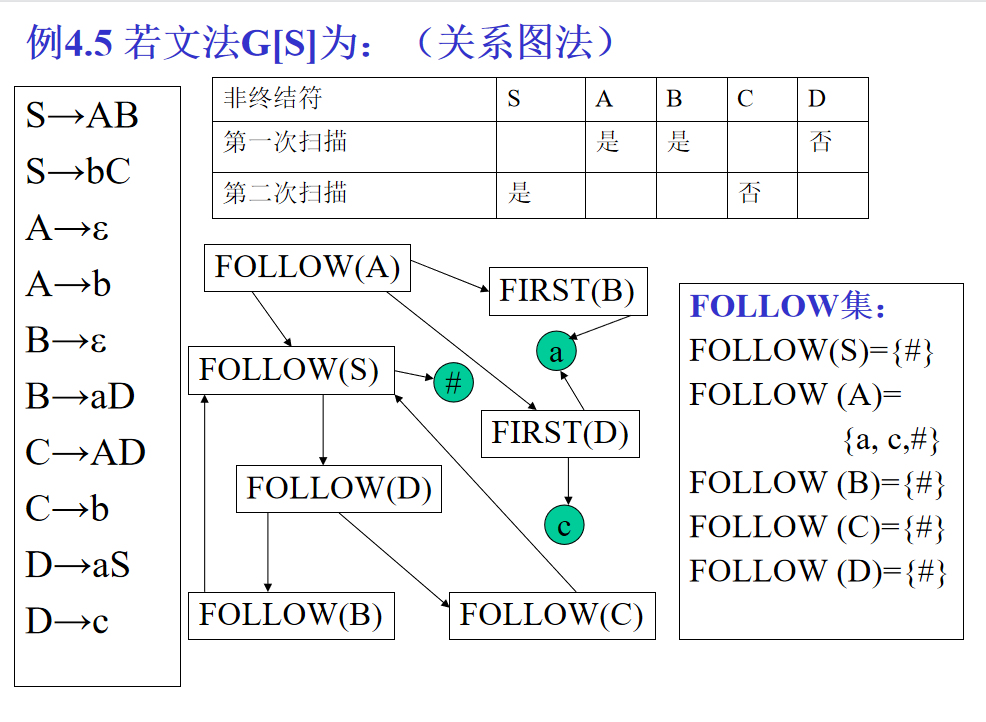 例4.5 若文法G[S]为：（关系图法）
S→AB
S→bC
A→ε
A→b
B→ε
B→aD
C→AD
C→b
D→aS
D→c
非终结符 S A B C D
第一次扫描 是 是 否
第二次扫描 是 否
FOLLOW(A)
FIRST(B)
a
FOLLOW(S)
#
FIRST(D)
FOLLOW(D)
c
FOLLOW(B)
FOLLOW(C)
FOLLOW集：
FOLLOW(S)={#}
FOLLOW (A)=
{a, c,#}
FOLLOW (B)={#}
FOLLOW (C)={#}
FOLLOW (D)={#}